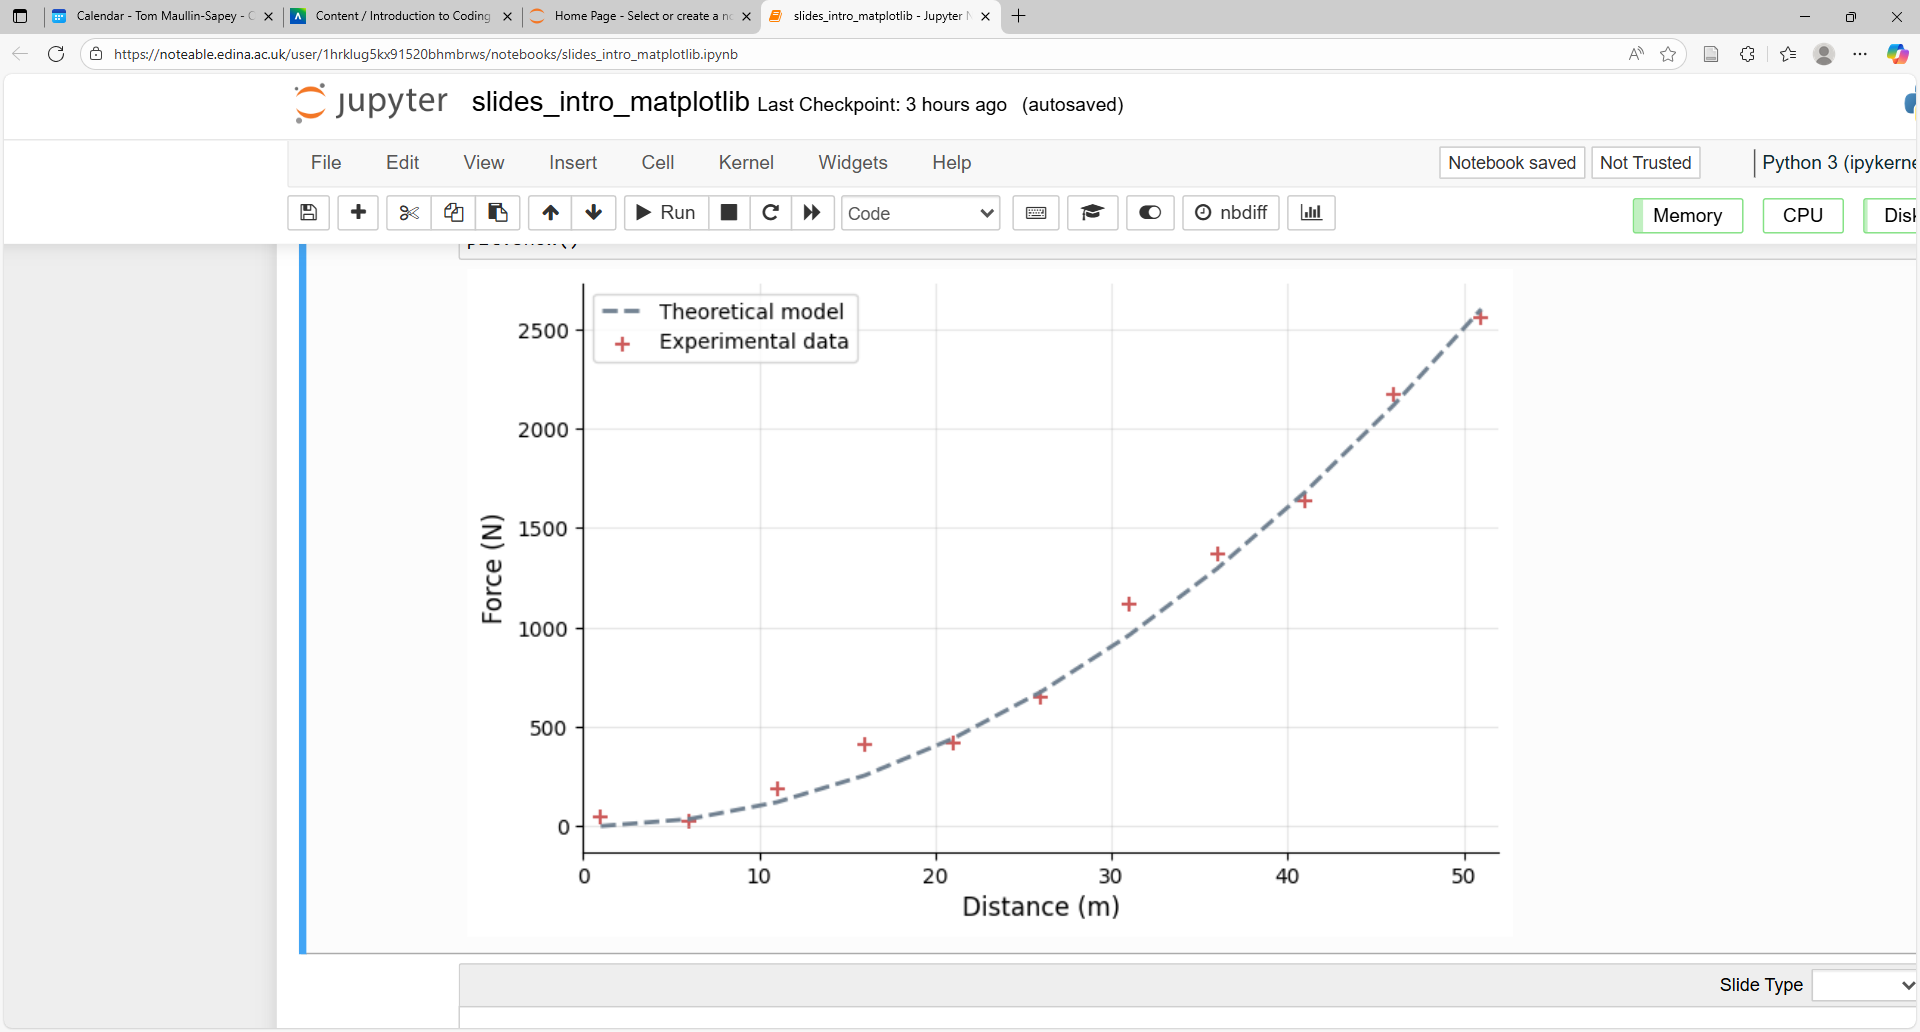 Calendar - Tom Maullin-Sapey -
Content / Introduction to Coding
Home Page - Select or create a
slides_intro_matplotlib - Jupyter
https://noteable.edina.ac.uk/user/1hrklug5kx91520bhmbrws/notebooks/slides_intro_matplotlib.ipynb
jupyter slides_intro_matplotlib Last Checkpoint: 3 hours ago (autosaved)
File Edit View Insert Cell Kernel Widgets Help Notebook saved Not Trusted Python 3 (ipykerne
Run Code nbdiff Memory CPU Disk
Theoretical model
Experimental data
2500
2000
1500
1000
500
0
Force (N)
0 10 20 30 40 50
Distance (m)
Slide Type